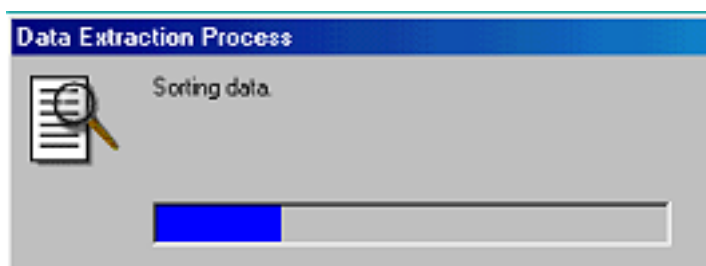 Data Extraction Process
Sorting data.